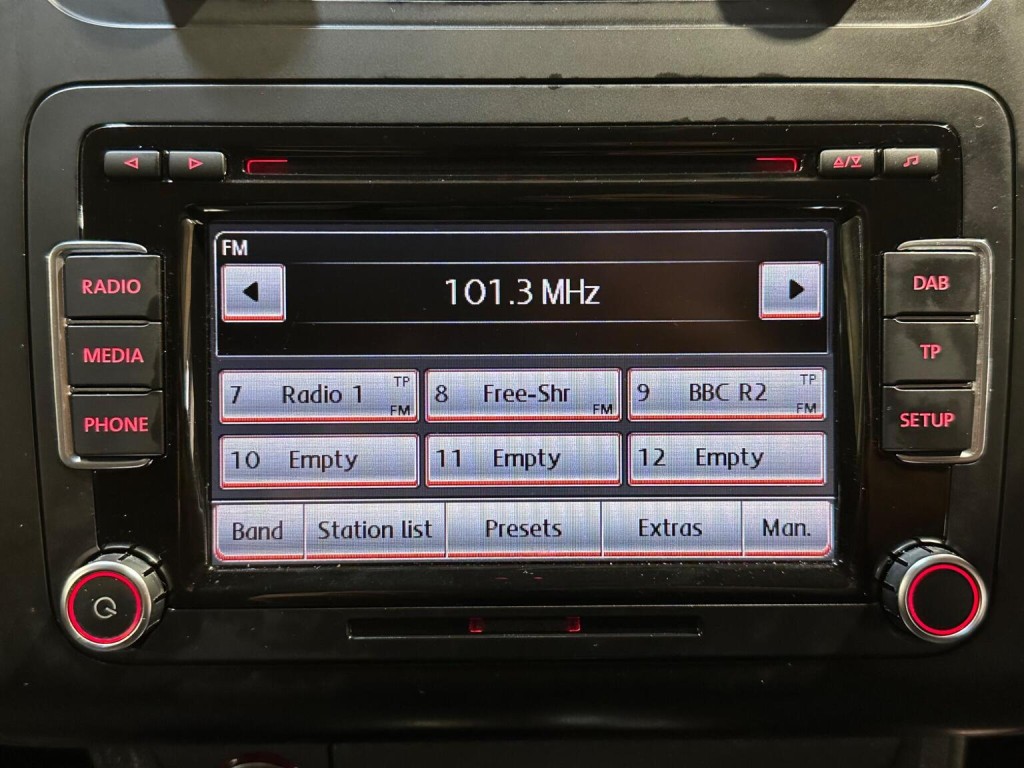 FM
101.3 MHz
RADIO
MEDIA
PHONE
DAB
TP
SETUP
7 Radio 1 TP FM
8 Free-Shr FM
9 BBC R2 TP FM
10 Empty
11 Empty
12 Empty
Band Station list Presets Extras Man.